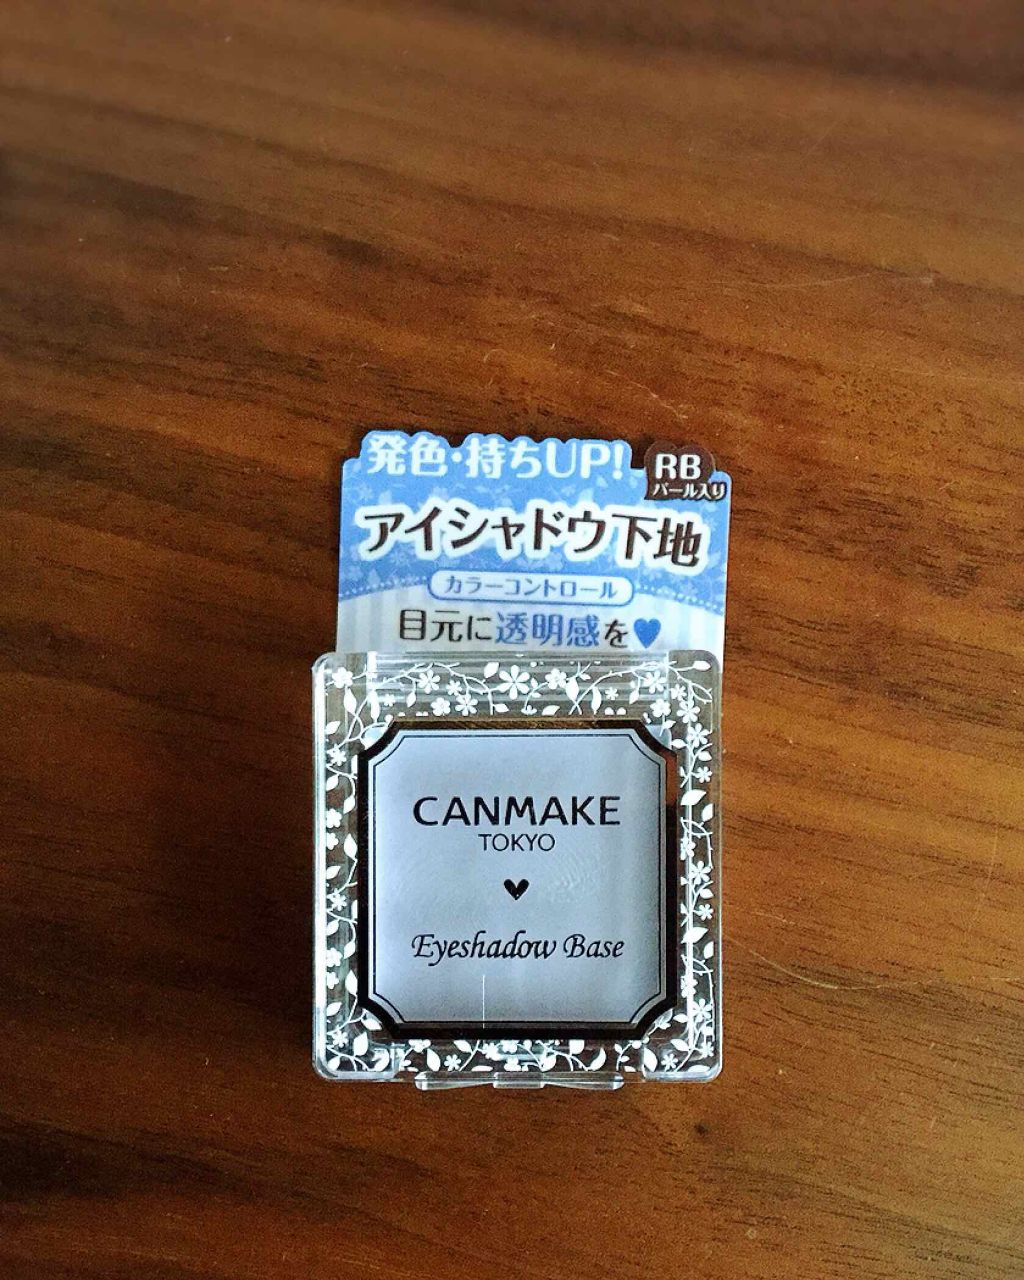 発色・持ちUP!
RB
パール入り
アイシャドウ下地
カラーコントロール
目元に透明感を♥
CANMAKE
TOKYO
♥
Eyeshadow Base